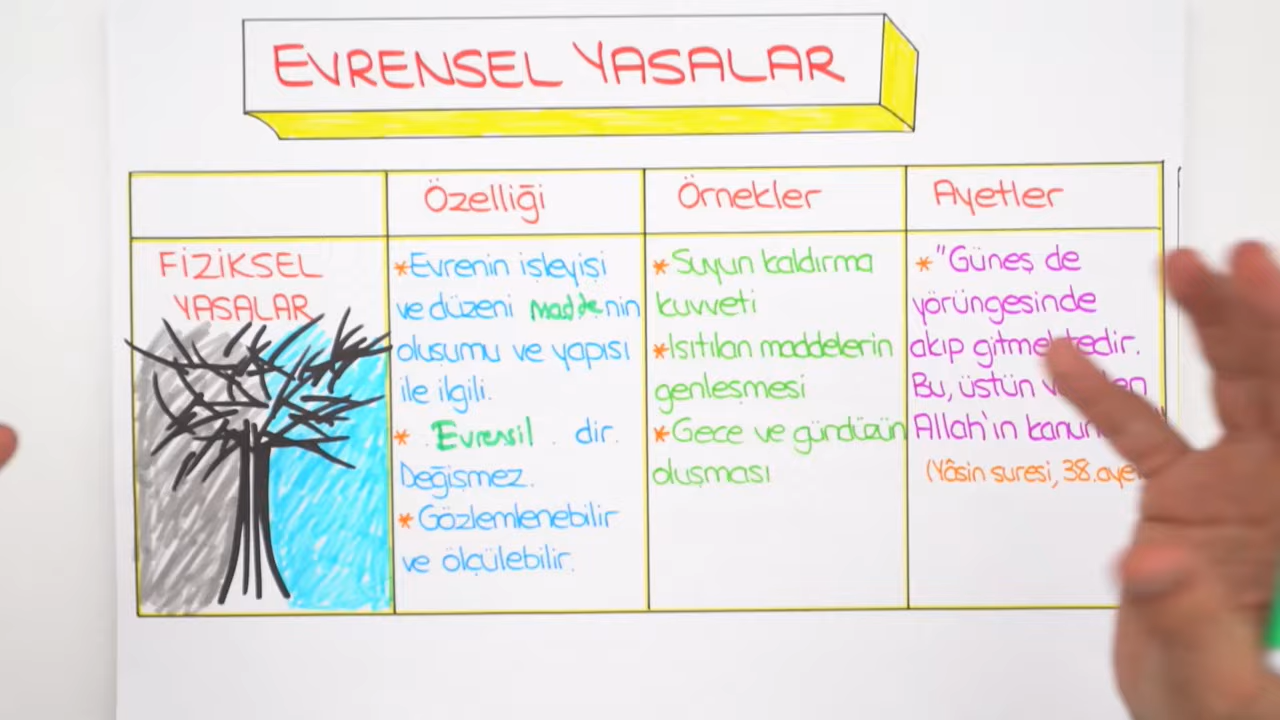 EVRENSEL YASALAR
Özelliği
Örnekler
Ayetler
FİZİKSEL
YASALAR
*Evrenin işleyişi
ve düzeni maddenin
oluşumu ve yapısı
ile ilgili.
* . Evrensil . dir.
Değişmez.
*Gözlemlenebilir
ve ölçülebilir.
*Suyun kaldırma
kuvveti
*Isıtılan maddelerin
genleşmesi
*Gece ve gündüzün
oluşması
*"Güneş de
yörüngesinde
akıp gitmektedir.
Bu, üstün
Allah'ın
(Yâsin suresi, 38.